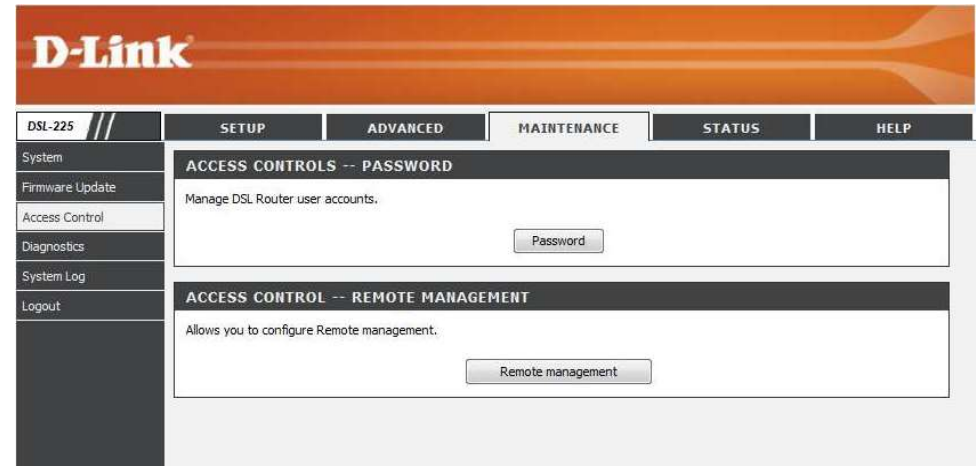 D-Link
DSL-225
SETUP
ADVANCED
MAINTENANCE
STATUS
HELP
System
Firmware Update
Access Control
Diagnostics
System Log
Logout
ACCESS CONTROLS -- PASSWORD
Manage DSL Router user accounts.
Password
ACCESS CONTROL -- REMOTE MANAGEMENT
Allows you to configure Remote management.
Remote management